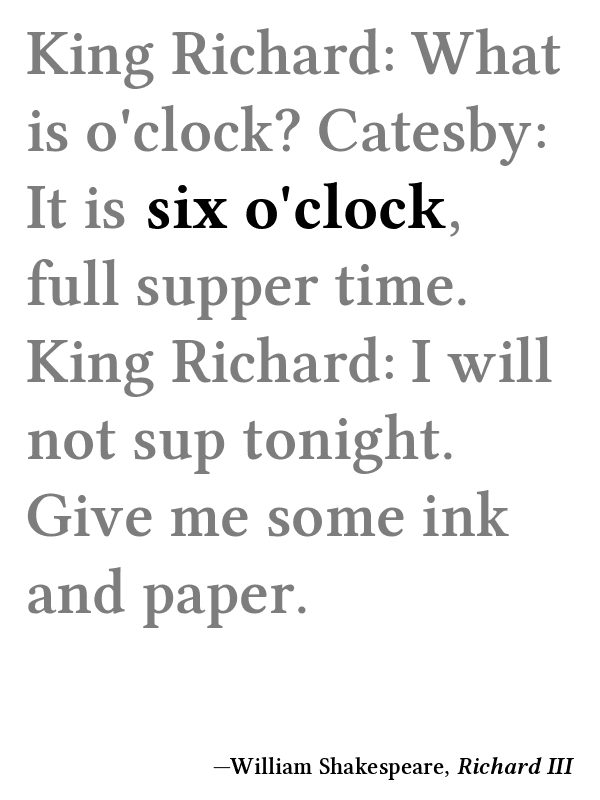 King Richard: What
is o'clock? Catesby:
It is six o'clock,
full supper time.
King Richard: I will
not sup tonight.
Give me some ink
and paper.
—William Shakespeare, Richard III